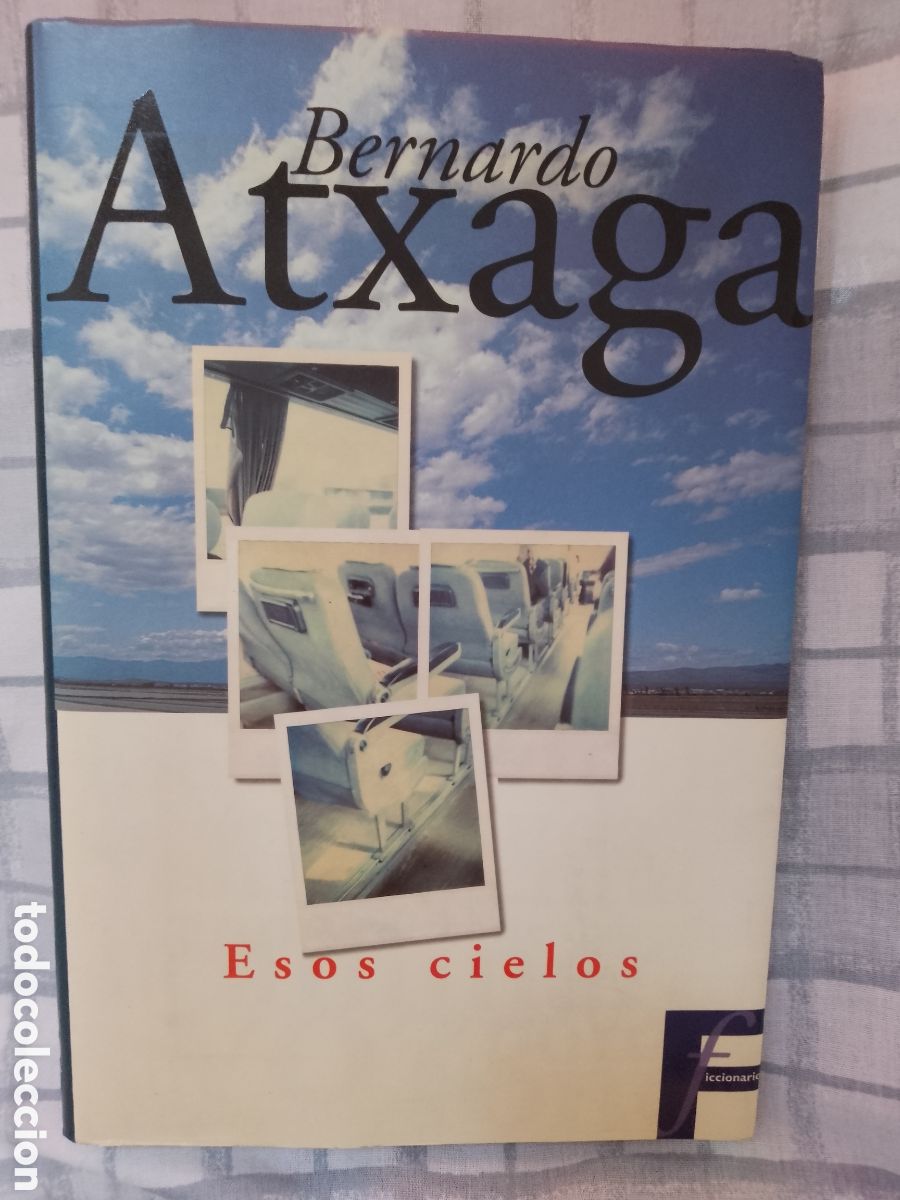 Bernardo
Atxaga
Esos cielos
ficcionario
todocoleccion